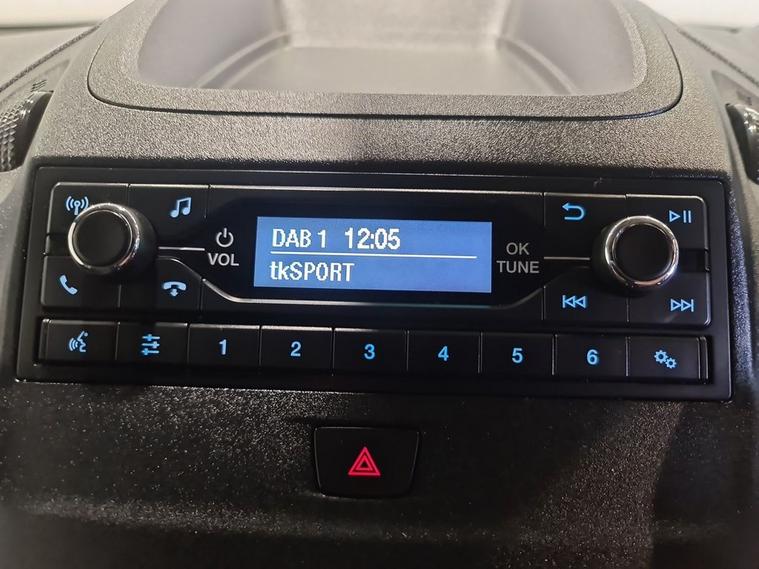 DAB 1 12:05
tkSPORT
VOL
OK
TUNE
1 2 3 4 5 6